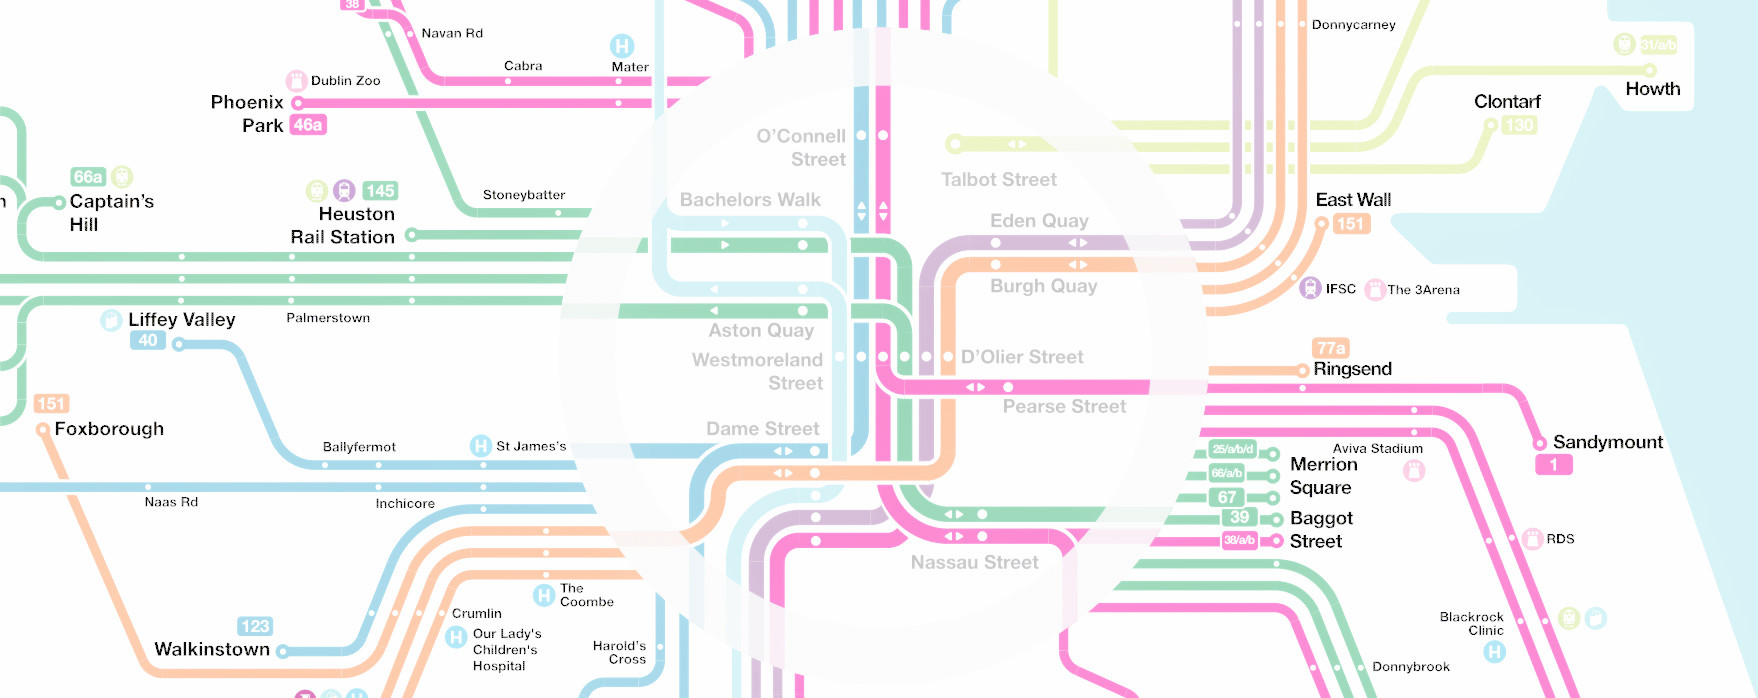 38
Navan Rd
Cabra
H
Mater
Dublin Zoo
Phoenix
Park
46a
66a
Captain's
Hill
145
Heuston
Rail Station
Stoneybatter
Palmerstown
Liffey Valley
40
151
Foxborough
Ballyfermot
H
St James's
Naas Rd
Inchicore
123
Walkinstown
Crumlin
H
Our Lady's
Children's
Hospital
H
The
Coombe
Harold's
Cross
H
O'Connell
Street
Bachelors Walk
Aston Quay
Westmoreland
Street
Dame Street
Talbot Street
Eden Quay
Burgh Quay
D'Olier Street
Pearse Street
Nassau Street
Donnycarney
31/a/b
Howth
Clontarf
130
East Wall
151
IFSC
The 3Arena
77a
Ringsend
Sandymount
1
Aviva Stadium
25/a/b/d
66/a/b
67
Merrion
Square
39
38/a/b
Baggot
Street
RDS
Blackrock
Clinic
H
Donnybrook